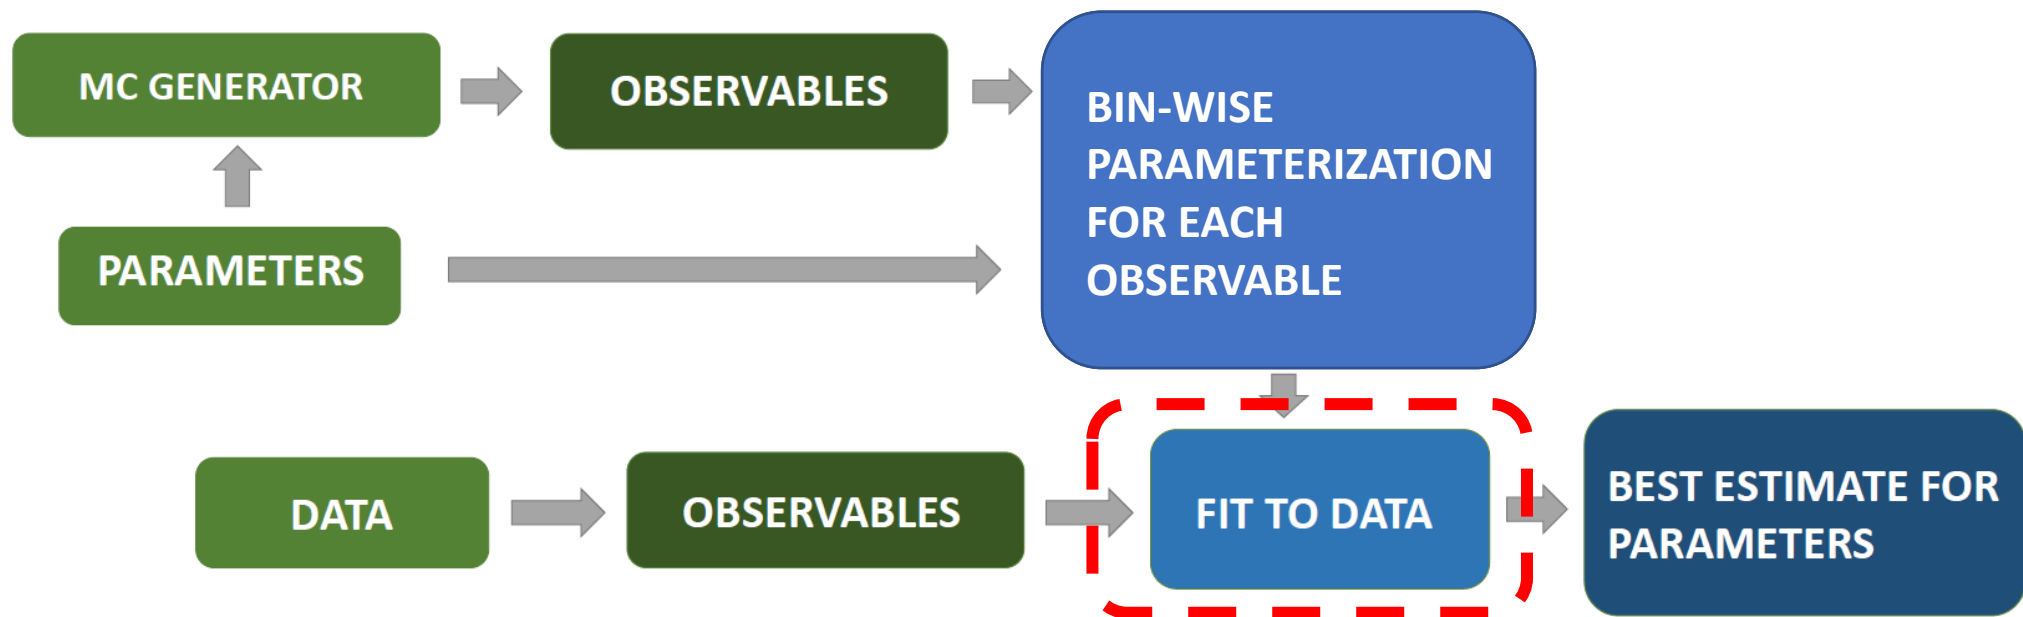 MC GENERATOR
OBSERVABLES
BIN-WISE
PARAMETERIZATION
FOR EACH
OBSERVABLE
PARAMETERS
DATA
OBSERVABLES
FIT TO DATA
BEST ESTIMATE FOR
PARAMETERS